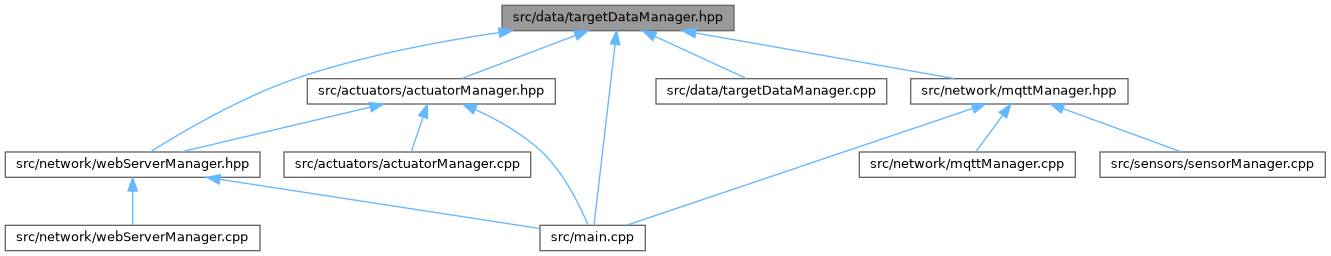 src/data/targetDataManager.hpp
src/actuators/actuatorManager.hpp
src/data/targetDataManager.cpp
src/network/mqttManager.hpp
src/network/webServerManager.hpp
src/actuators/actuatorManager.cpp
src/network/mqttManager.cpp
src/sensors/sensorManager.cpp
src/network/webServerManager.cpp
src/main.cpp